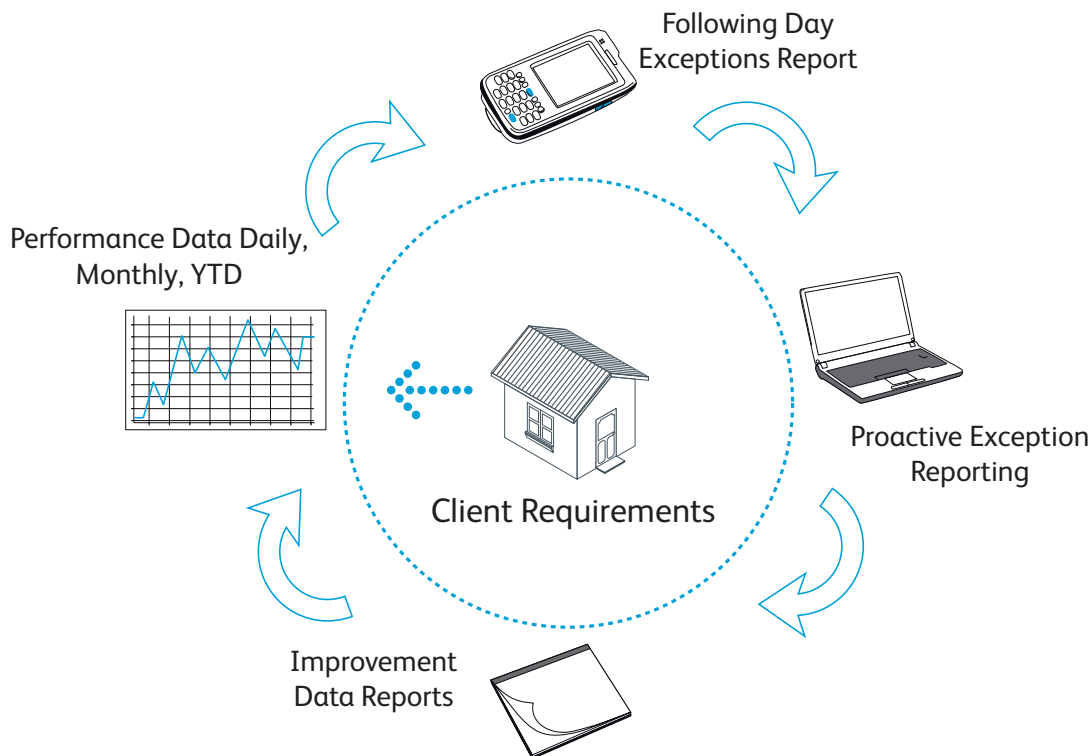 Following Day
Exceptions Report
Performance Data Daily,
Monthly, YTD
Proactive Exception
Reporting
Client Requirements
Improvement
Data Reports